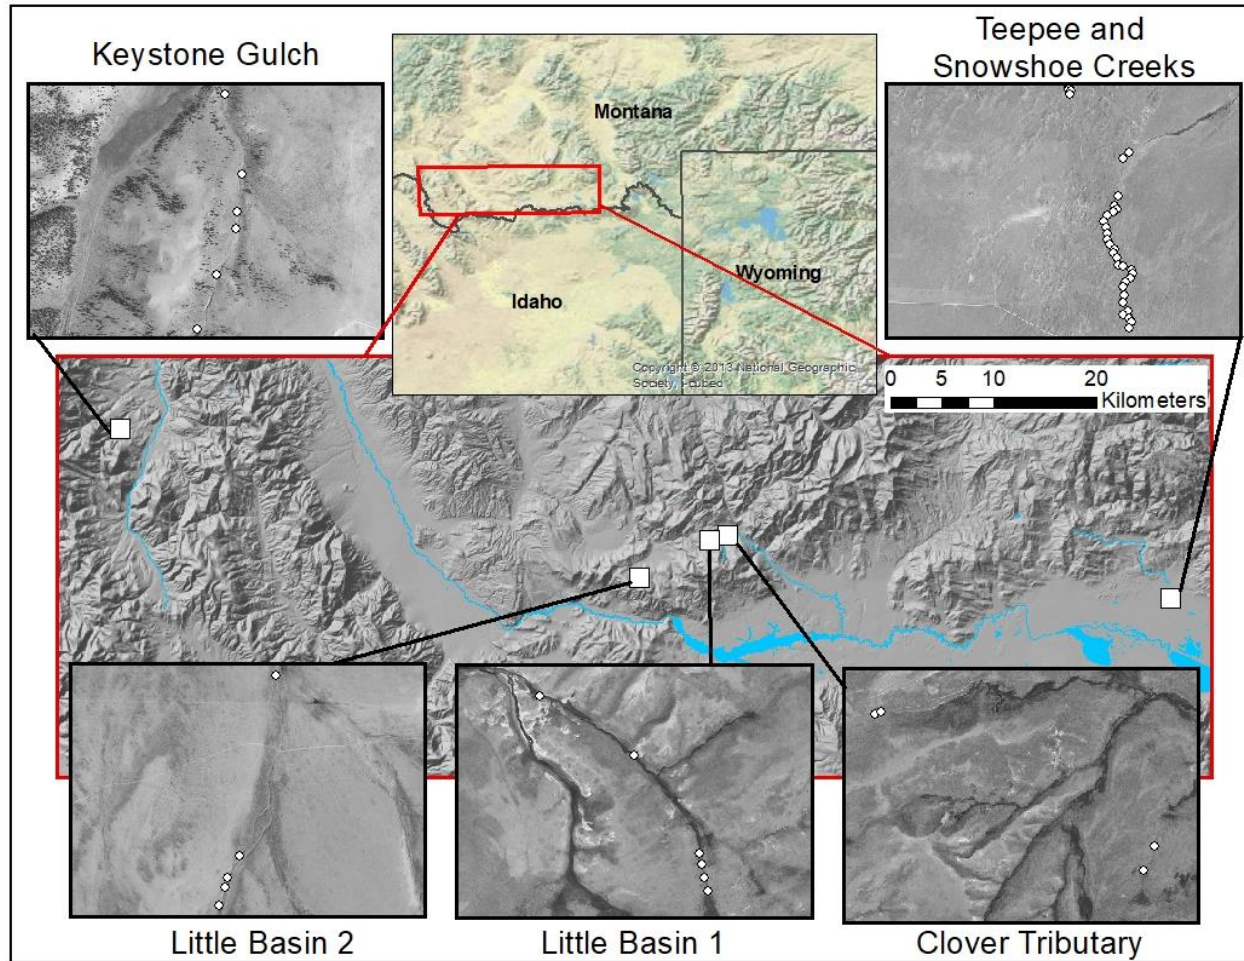 Keystone Gulch
Teepee and
Snowshoe Creeks
Montana
Wyoming
Idaho
Copyright © 2013 National Geographic
Society, i-cubed
0 5 10 20
Kilometers
Little Basin 2
Little Basin 1
Clover Tributary